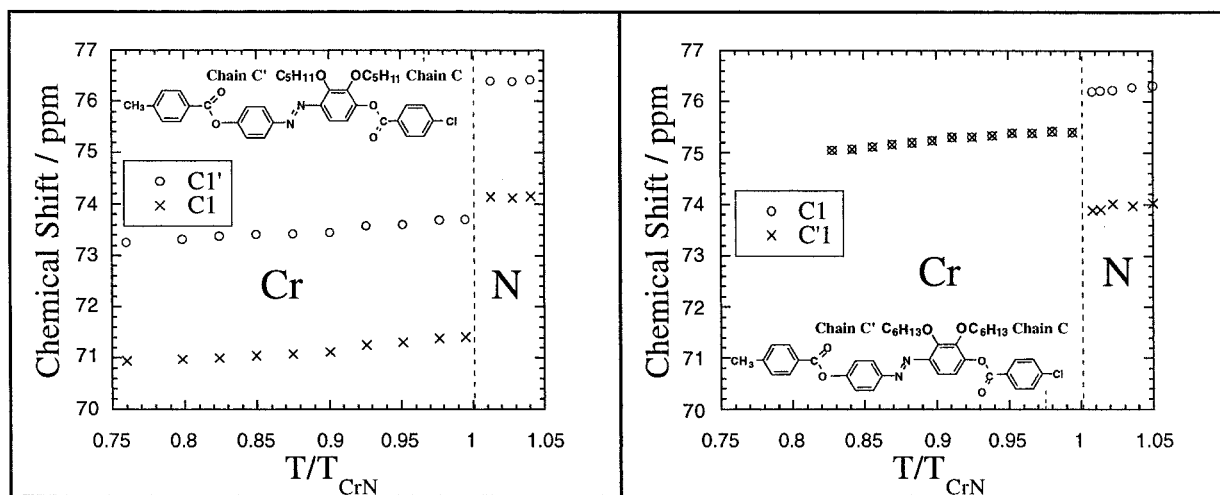 77
76
75
74
73
72
71
70
Chemical Shift / ppm
Chain C' C5H11O OC5H11 Chain C
CH3
O
O
N
N
O
O
Cl
C1'
C1
Cr
N
0.75 0.8 0.85 0.9 0.95 1 1.05
T/TCrN
77
76
75
74
73
72
71
70
Chemical Shift / ppm
C1
C'1
Cr
N
Chain C' C6H13O OC6H13 Chain C
CH3
O
O
N
N
O
C
O
Cl
0.75 0.8 0.85 0.9 0.95 1 1.05
T/TCrN